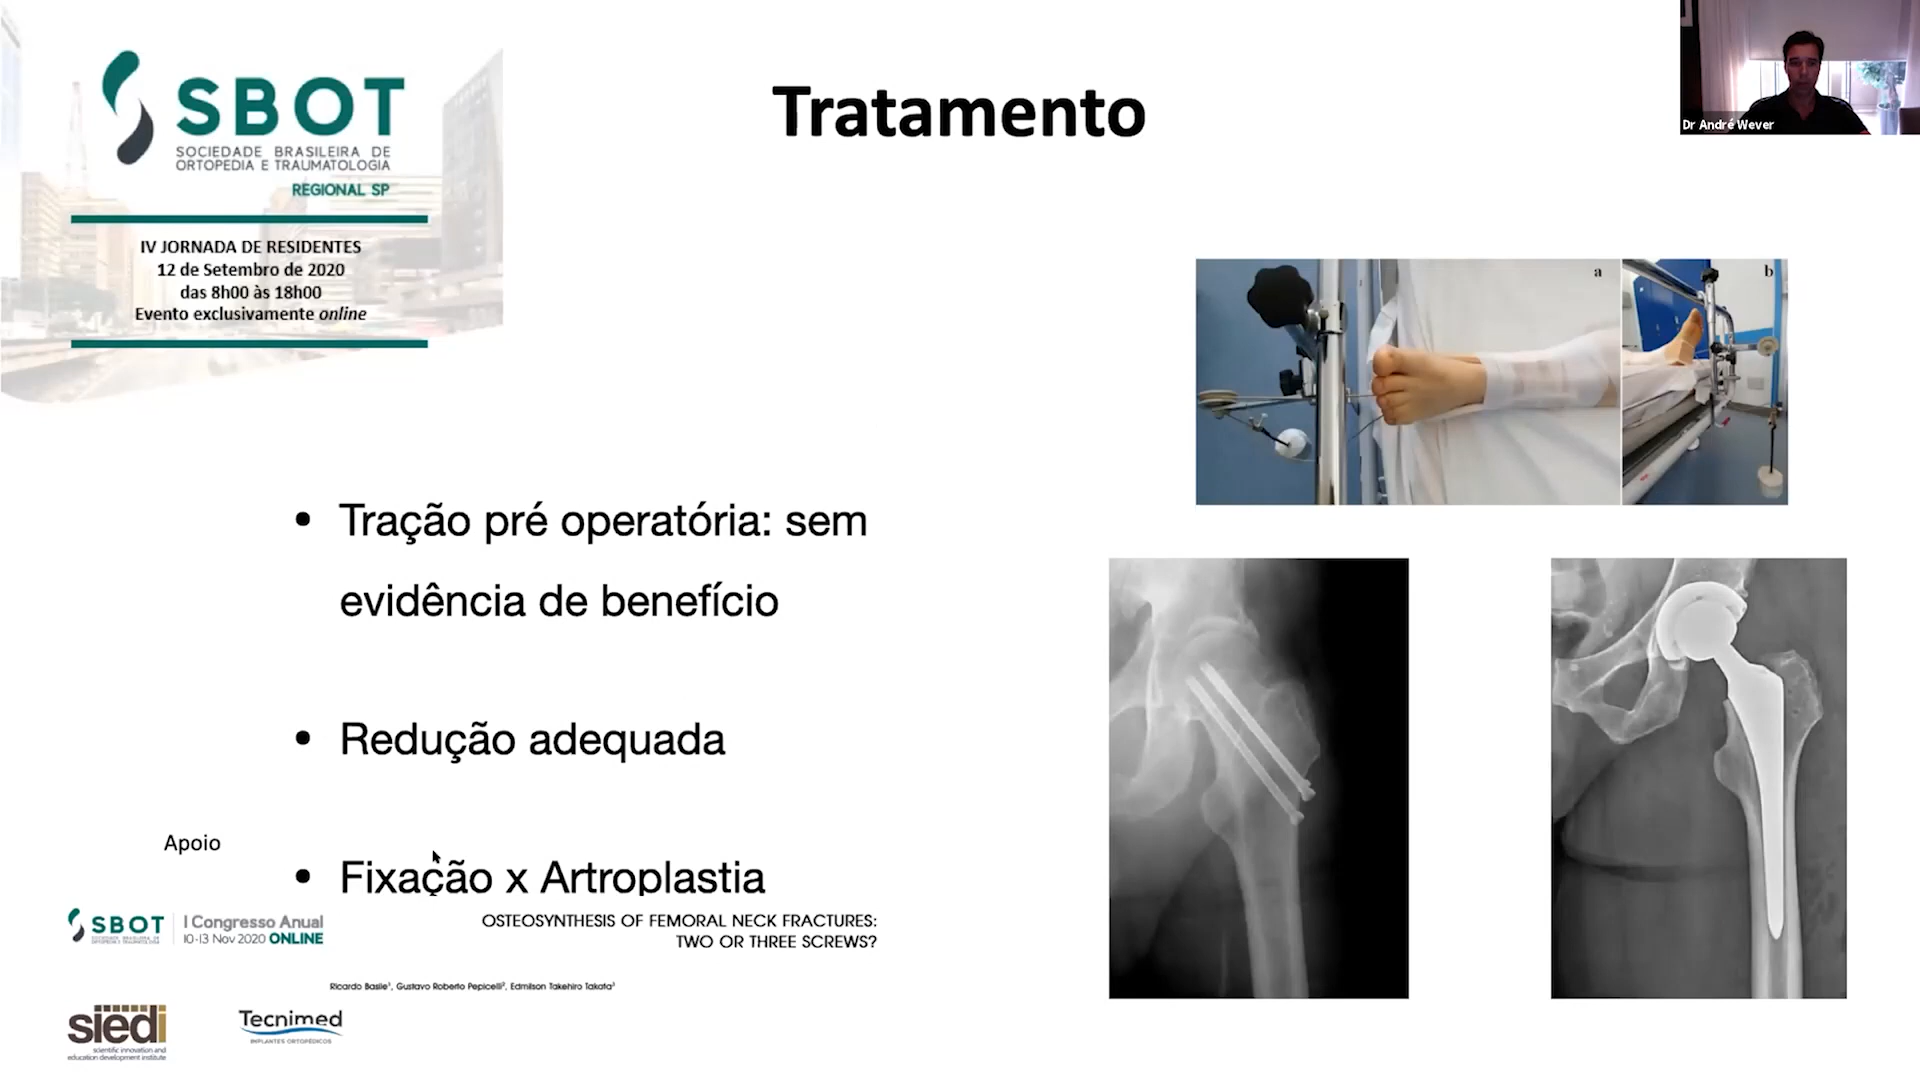 SBOT
SOCIEDADE BRASILEIRA DE
ORTOPEDIA E TRAUMATOLOGIA
REGIONAL SP
IV JORNADA DE RESIDENTES
12 de Setembro de 2020
das 8h00 às 18h00
Evento exclusivamente online
Tratamento
Dr André Wever
a
b
• Tração pré operatória: sem
evidência de benefício
• Redução adequada
• Fixação x Artroplastia
Apoio
SBOT
I Congresso Anual
10-13 Nov 2020 ONLINE
OSTEOSYNTHESIS OF FEMORAL NECK FRACTURES:
TWO OR THREE SCREWS?
Ricardo Basile¹, Gustavo Roberto Pepicelli², Edmilson Takehiro Takata³
siedi
scientific innovation and
education development institute
Tecnimed
IMPLANTES ORTOPÉDICOS